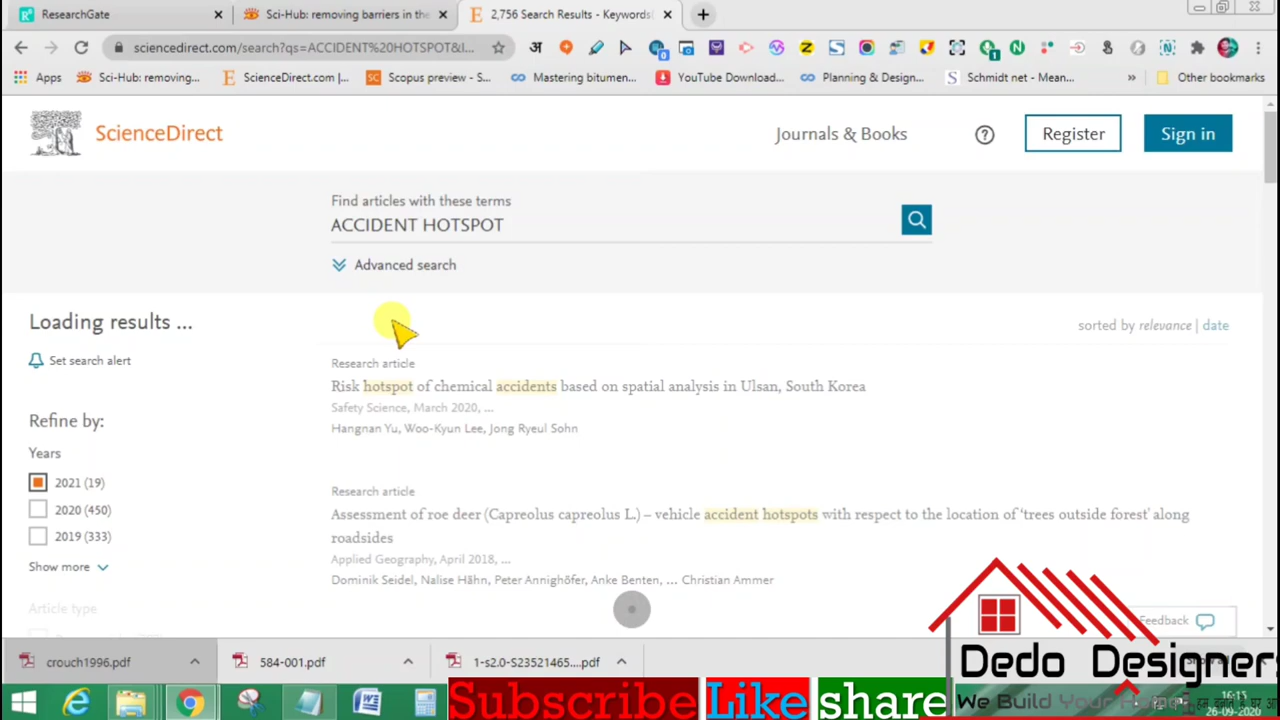 ResearchGate
Sci-Hub: removing barriers in the
2,756 Search Results - Keywords(
sciencedirect.com/search?qs=ACCIDENT%20HOTSPOT&l...
Apps
Sci-Hub: removing...
ScienceDirect.com |...
Scopus preview - S...
Mastering bitumen...
YouTube Download...
Planning & Design...
Schmidt net - Mean...
Other bookmarks
ScienceDirect
Journals & Books
Register
Sign in
Find articles with these terms
ACCIDENT HOTSPOT
Advanced search
Loading results ...
sorted by relevance | date
Set search alert
Research article
Risk hotspot of chemical accidents based on spatial analysis in Ulsan, South Korea
Safety Science, March 2020, ...
Hangnan Yu, Woo-Kyun Lee, Jong Ryeul Sohn
Refine by:
Years
2021 (19)
2020 (450)
2019 (333)
Show more
Article type
Research article
Assessment of roe deer (Capreolus capreolus L.) – vehicle accident hotspots with respect to the location of ‘trees outside forest’ along
roadsides
Applied Geography, April 2018, ...
Dominik Seidel, Nalise Hähn, Peter Annighöfer, Anke Benten, ... Christian Ammer
Feedback
crouch1996.pdf
584-001.pdf
1-s2.0-S23521465....pdf
Dedo Designers
We Build Your Home
Subscribe Like share
16:15
26-09-2020